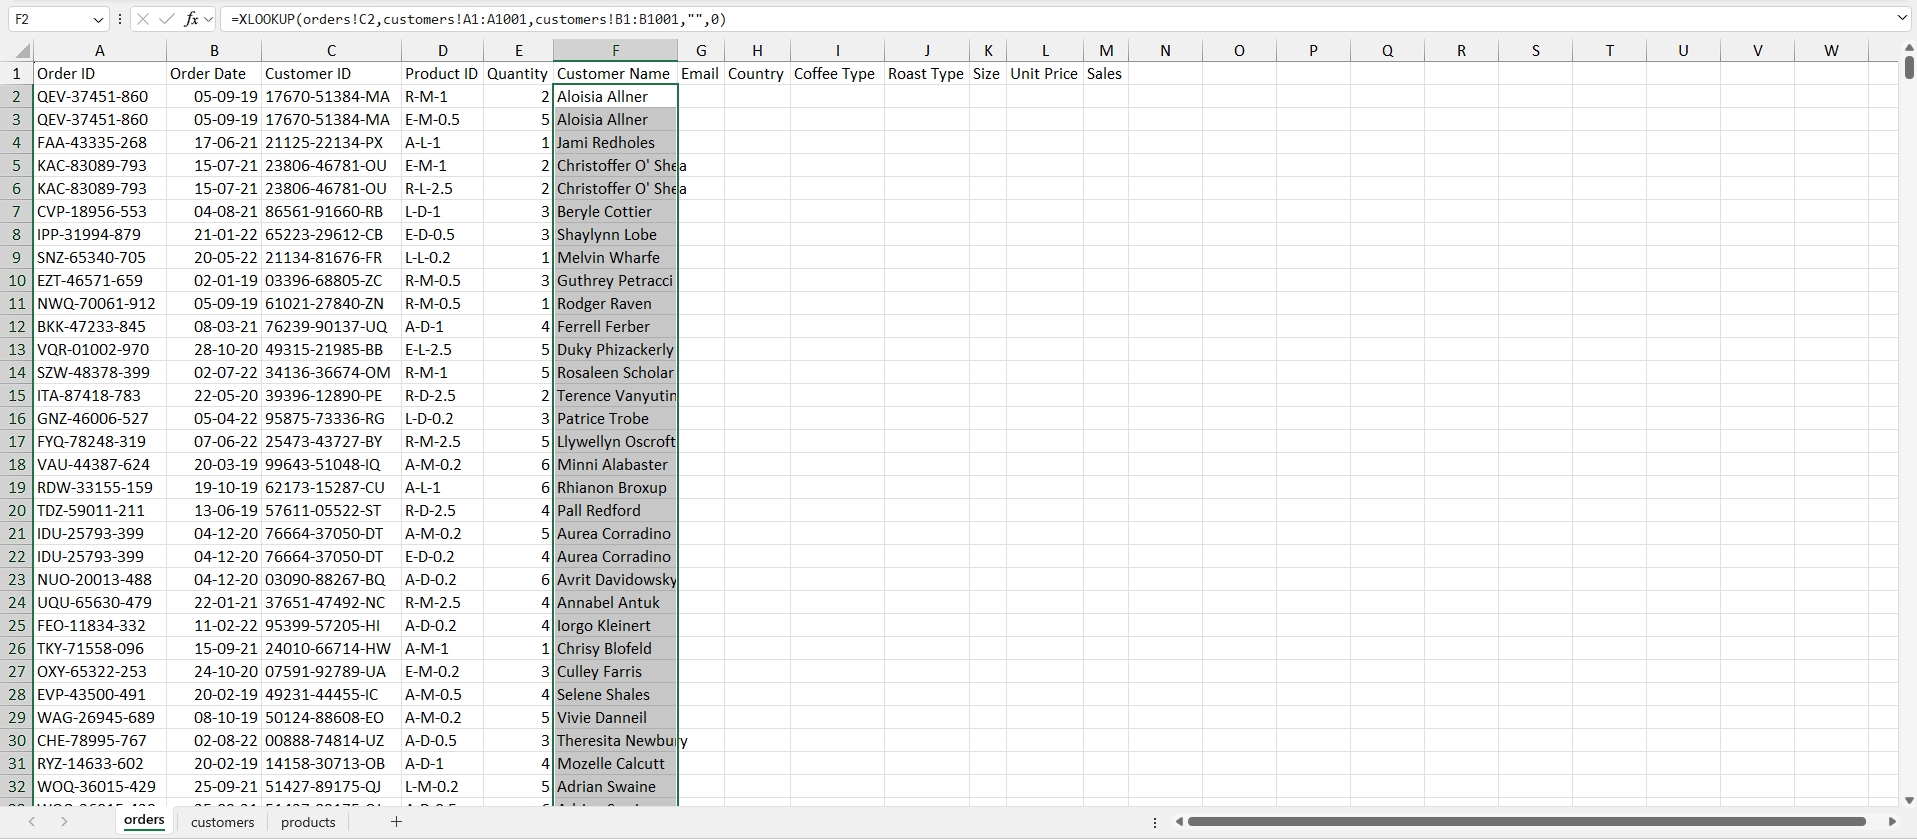 F2 fx =XLOOKUP(orders!C2,customers!A1:A1001,customers!B1:B1001,"",0)
A B C D E F G H I J K L M N O P Q R S T U V W
1 Order ID Order Date Customer ID Product ID Quantity Customer Name Email Country Coffee Type Roast Type Size Unit Price Sales
2 QEV-37451-860 05-09-19 17670-51384-MA R-M-1 2 Aloisia Allner
3 QEV-37451-860 05-09-19 17670-51384-MA E-M-0.5 5 Aloisia Allner
4 FAA-43335-268 17-06-21 21125-22134-PX A-L-1 1 Jami Redholes
5 KAC-83089-793 15-07-21 23806-46781-OU E-M-1 2 Christoffer O' Shea
6 KAC-83089-793 15-07-21 23806-46781-OU R-L-2.5 2 Christoffer O' Shea
7 CVP-18956-553 04-08-21 86561-91660-RB L-D-1 3 Beryle Cottier
8 IPP-31994-879 21-01-22 65223-29612-CB E-D-0.5 3 Shaylynn Lobe
9 SNZ-65340-705 20-05-22 21134-81676-FR L-L-0.2 1 Melvin Wharfe
10 EZT-46571-659 02-01-19 03396-68805-ZC R-M-0.5 3 Guthrey Petracci
11 NWQ-70061-912 05-09-19 61021-27840-ZN R-M-0.5 1 Rodger Raven
12 BKK-47233-845 08-03-21 76239-90137-UQ A-D-1 4 Ferrell Ferber
13 VQR-01002-970 28-10-20 49315-21985-BB E-L-2.5 5 Duky Phizackerly
14 SZW-48378-399 02-07-22 34136-36674-OM R-M-1 5 Rosaleen Scholar
15 ITA-87418-783 22-05-20 39396-12890-PE R-D-2.5 2 Terence Vanyutin
16 GNZ-46006-527 05-04-22 95875-73336-RG L-D-0.2 3 Patrice Trobe
17 FYQ-78248-319 07-06-22 25473-43727-BY R-M-2.5 5 Llywellyn Oscroft
18 VAU-44387-624 20-03-19 99643-51048-IQ A-M-0.2 6 Minni Alabaster
19 RDW-33155-159 19-10-19 62173-15287-CU A-L-1 6 Rhianon Broxup
20 TDZ-59011-211 13-06-19 57611-05522-ST R-D-2.5 4 Pall Redford
21 IDU-25793-399 04-12-20 76664-37050-DT A-M-0.2 5 Aurea Corradino
22 IDU-25793-399 04-12-20 76664-37050-DT E-D-0.2 4 Aurea Corradino
23 NUO-20013-488 04-12-20 03090-88267-BQ A-D-0.2 6 Avrit Davidowsky
24 UQU-65630-479 22-01-21 37651-47492-NC R-M-2.5 4 Annabel Antuk
25 FEO-11834-332 11-02-22 95399-57205-HI A-D-0.2 4 Iorgo Kleinert
26 TKY-71558-096 15-09-21 24010-66714-HW A-M-1 1 Chrisy Blofeld
27 OXY-65322-253 24-10-20 07591-92789-UA E-M-0.2 3 Culley Farris
28 EVP-43500-491 20-02-19 49231-44455-IC A-M-0.5 4 Selene Shales
29 WAG-26945-689 08-10-19 50124-88608-EO A-M-0.2 5 Vivie Danneil
30 CHE-78995-767 02-08-22 00888-74814-UZ A-D-0.5 3 Theresita Newbury
31 RYZ-14633-602 20-02-19 14158-30713-OB A-D-1 4 Mozelle Calcutt
32 WOQ-36015-429 25-09-21 51427-89175-QJ L-M-0.2 5 Adrian Swaine
orders customers products